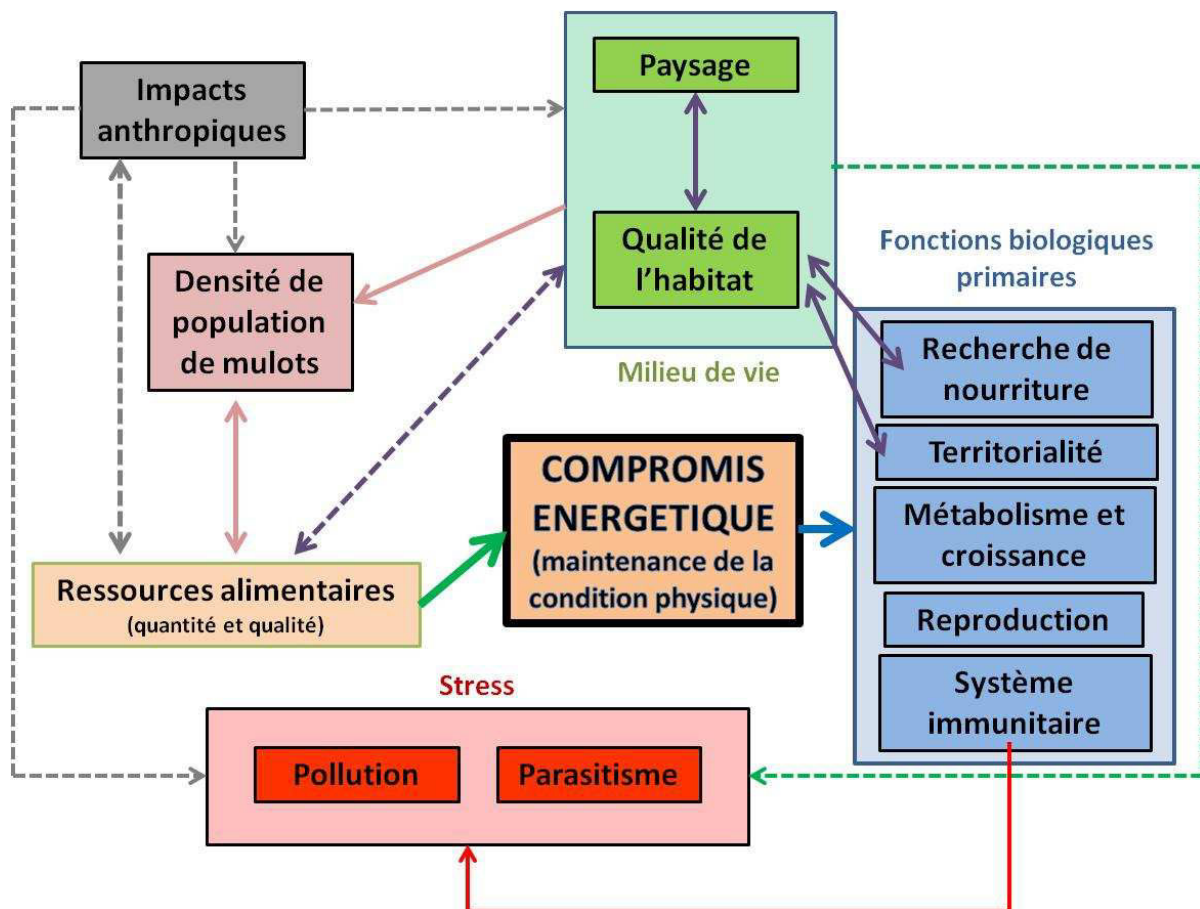 Paysage
Impacts
anthropiques
Qualité de
l'habitat
Fonctions biologiques
primaires
Densité de
population
de mulots
Recherche de
nourriture
Milieu de vie
Territorialité
COMPROMIS
ENERGETIQUE
(maintenance de la
condition physique)
Métabolisme et
croissance
Ressources alimentaires
(quantité et qualité)
Reproduction
Système
immunitaire
Stress
Pollution
Parasitisme